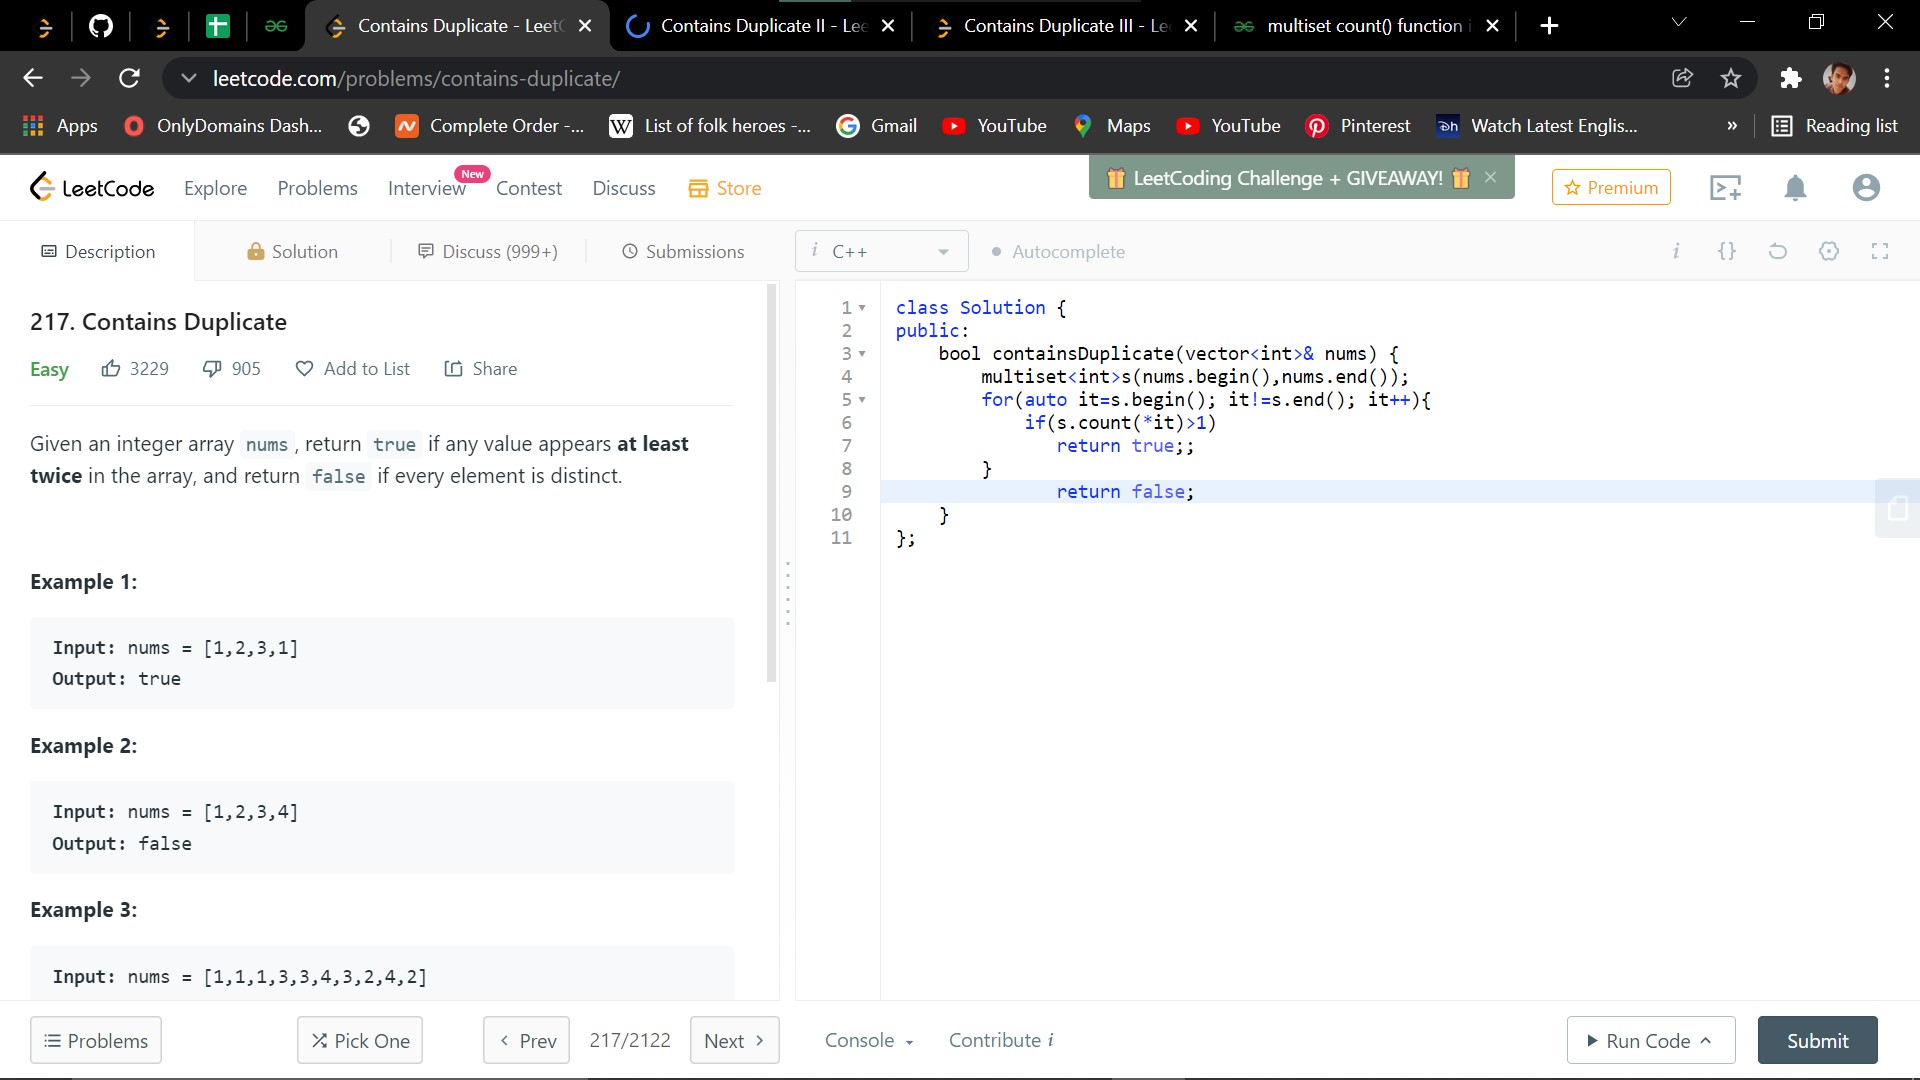 Contains Duplicate - LeetC
Contains Duplicate II - Lee
Contains Duplicate III - Le
multiset count() function i
leetcode.com/problems/contains-duplicate/
Apps
OnlyDomains Dash...
Complete Order -...
W List of folk heroes -...
Gmail
YouTube
Maps
YouTube
Pinterest
Dh Watch Latest Englis...
»
Reading list
LeetCode
Explore
Problems
Interview
New
Contest
Discuss
Store
LeetCoding Challenge + GIVEAWAY!
Premium
Description
Solution
Discuss (999+)
Submissions
i C++
Autocomplete
i
{}
217. Contains Duplicate
Easy
3229
905
Add to List
Share
Given an integer array nums, return true if any value appears at least
twice in the array, and return false if every element is distinct.
Example 1:
Input: nums = [1,2,3,1]
Output: true
Example 2:
Input: nums = [1,2,3,4]
Output: false
Example 3:
Input: nums = [1,1,1,3,3,4,3,2,4,2]
1 class Solution {
2 public:
3 bool containsDuplicate(vector<int>& nums) {
4 multiset<int>s(nums.begin(),nums.end());
5 for(auto it=s.begin(); it!=s.end(); it++){
6 if(s.count(*it)>1)
7 return true;;
8 }
9 return false;
10 }
11 };
Problems
Pick One
Prev
217/2122
Next
Console
Contribute i
Run Code
Submit